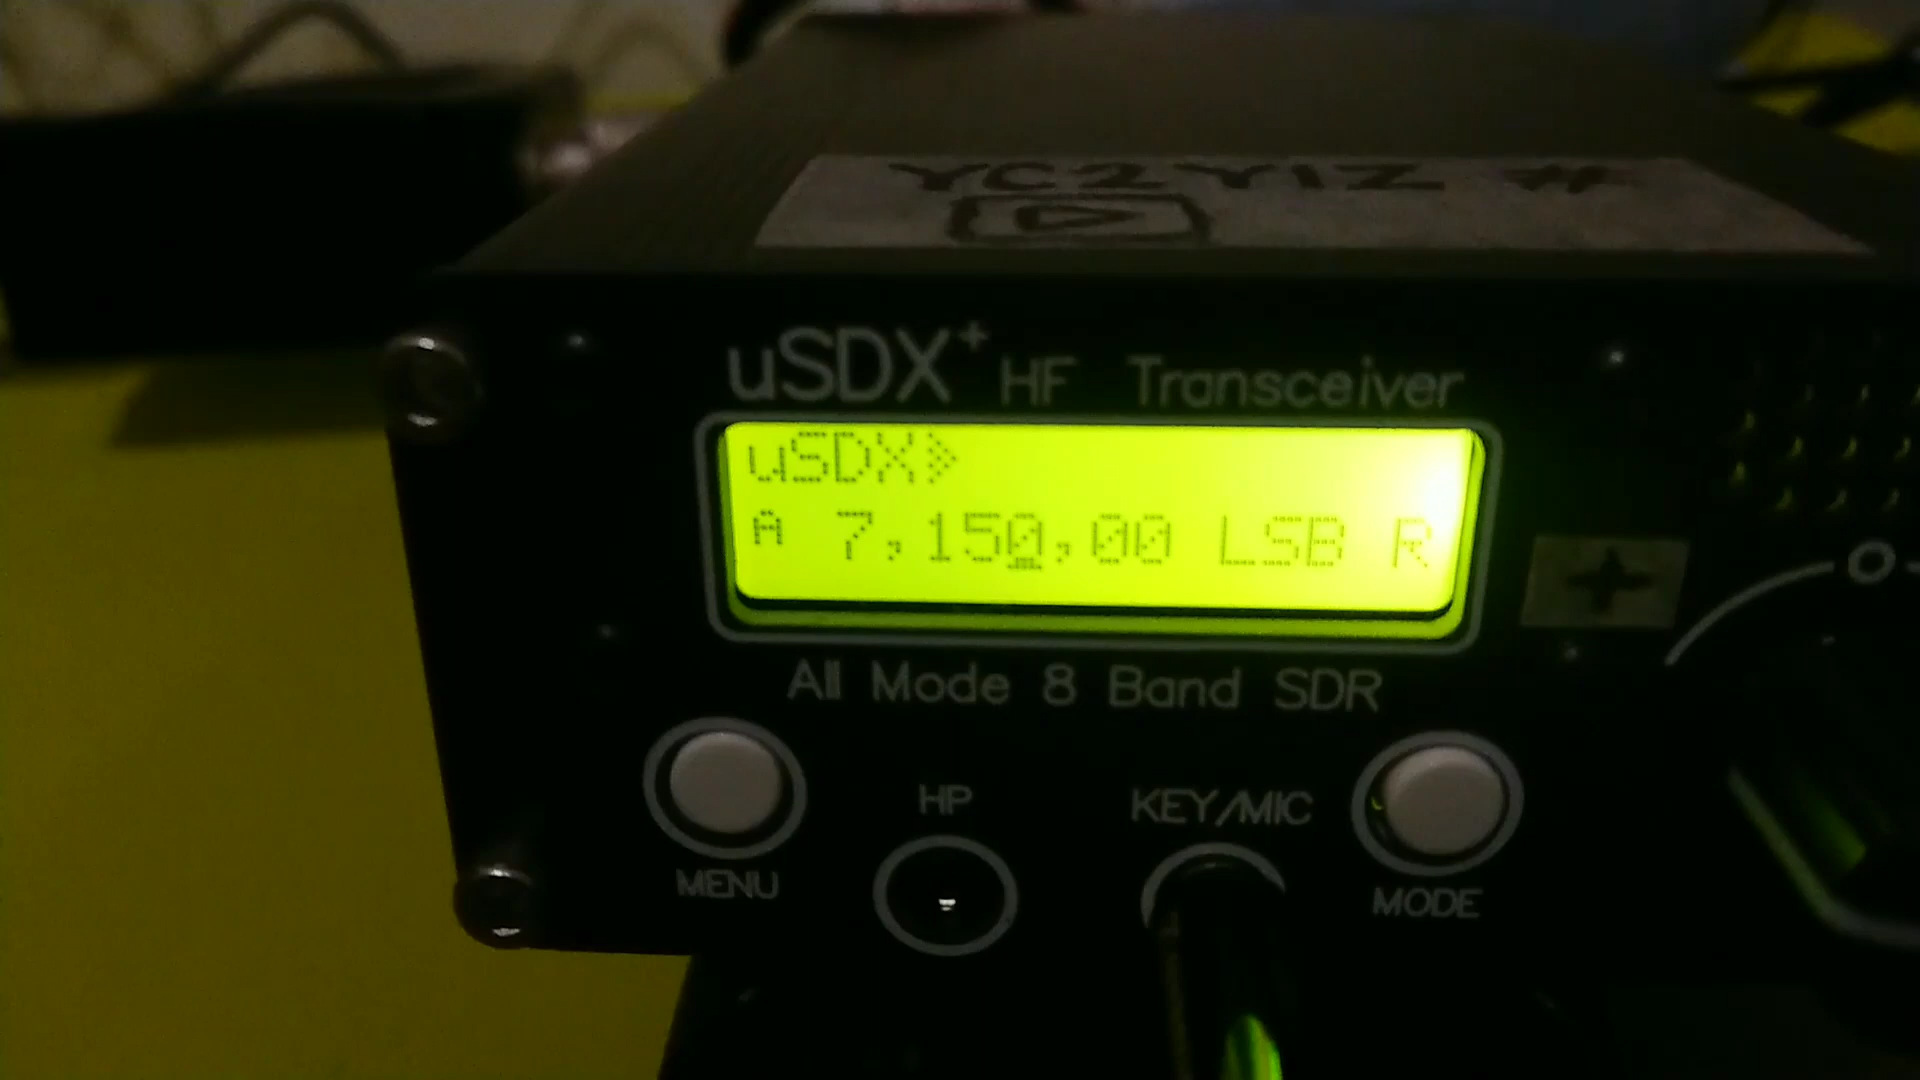 YC2YIZ #
uSDX+ HF Transceiver
uSDX»
A 7,150,00 LSB R
All Mode 8 Band SDR
HP
KEY/MIC
MENU
MODE